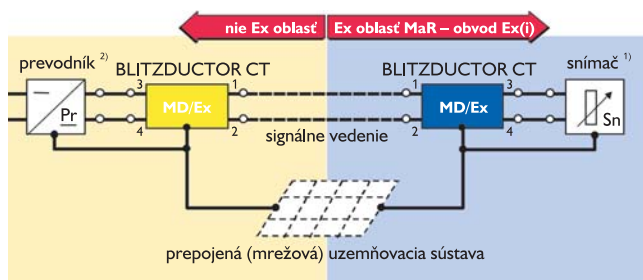 nie Ex oblasť
Ex oblasť MaR – obvod Ex(i)
prevodník 2)
BLITZDUCTOR CT
BLITZDUCTOR CT
snímač 1)
Pr
3
4
MD/Ex
1
2
signálne vedenie
1
2
MD/Ex
3
4
Sn
prepojená (mrežová) uzemňovacia sústava